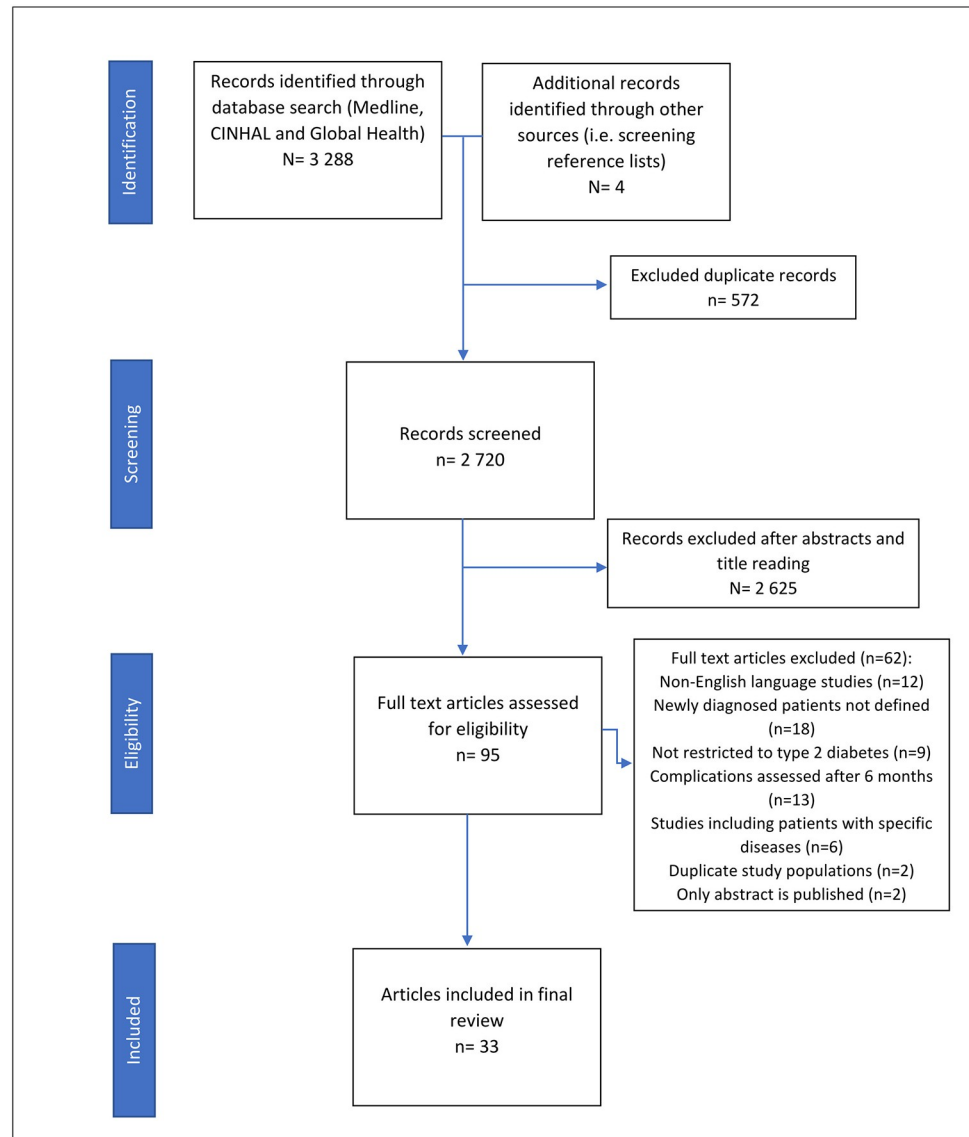 Identification
Records identified through
database search (Medline,
CINHAL and Global Health)
N= 3 288
Additional records
identified through other
sources (i.e. screening
reference lists)
N= 4
Excluded duplicate records
n= 572
Screening
Records screened
n= 2 720
Records excluded after abstracts and
title reading
N= 2 625
Eligibility
Full text articles assessed
for eligibility
n= 95
Full text articles excluded (n=62):
Non-English language studies (n=12)
Newly diagnosed patients not defined
(n=18)
Not restricted to type 2 diabetes (n=9)
Complications assessed after 6 months
(n=13)
Studies including patients with specific
diseases (n=6)
Duplicate study populations (n=2)
Only abstract is published (n=2)
Included
Articles included in final
review
n= 33